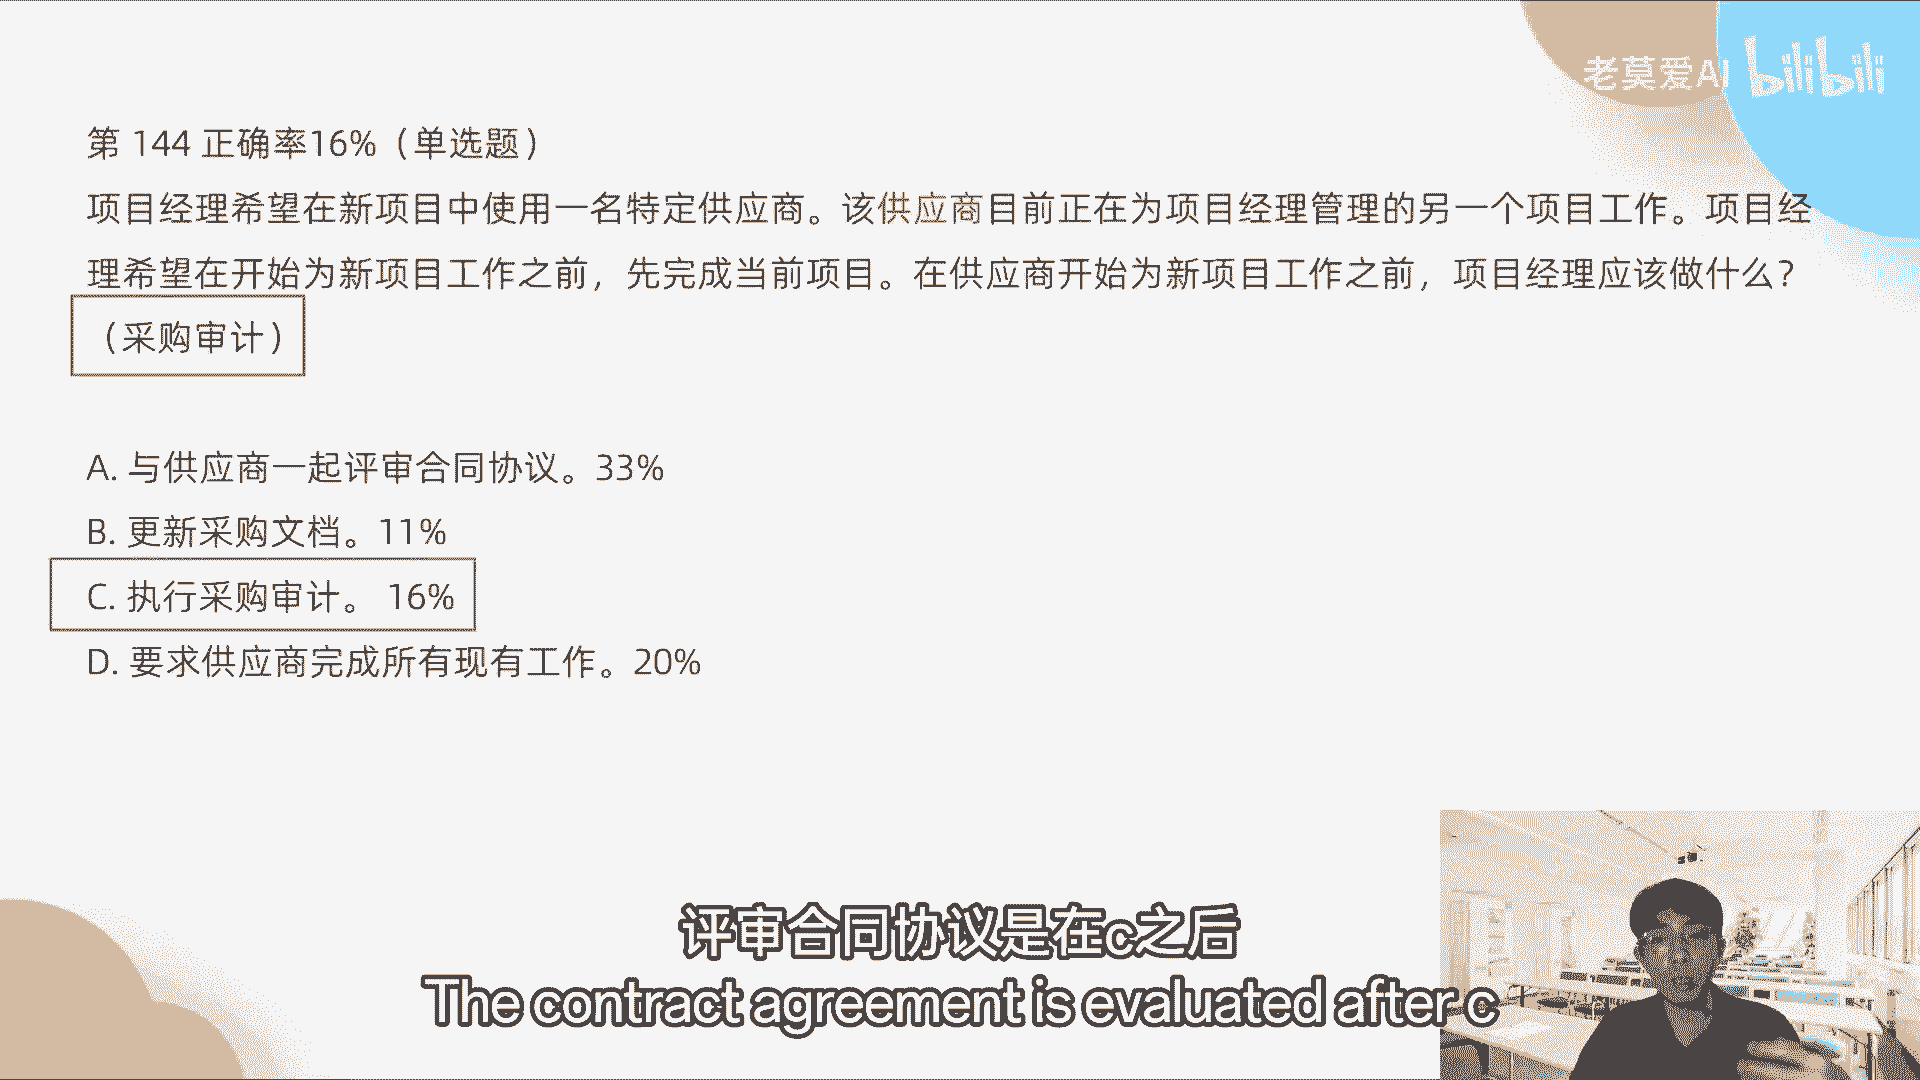 老莫爱AI bilibili
第 144 正确率16%（单选题）
项目经理希望在新项目中使用一名特定供应商。该供应商目前正在为项目经理管理的另一个项目工作。项目经
理希望在开始为新项目工作之前，先完成当前项目。在供应商开始为新项目工作之前，项目经理应该做什么？
（采购审计）
A. 与供应商一起评审合同协议。33%
B. 更新采购文档。11%
C. 执行采购审计。 16%
D. 要求供应商完成所有现有工作。20%
评审合同协议是在c之后
The contract agreement is evaluated after c